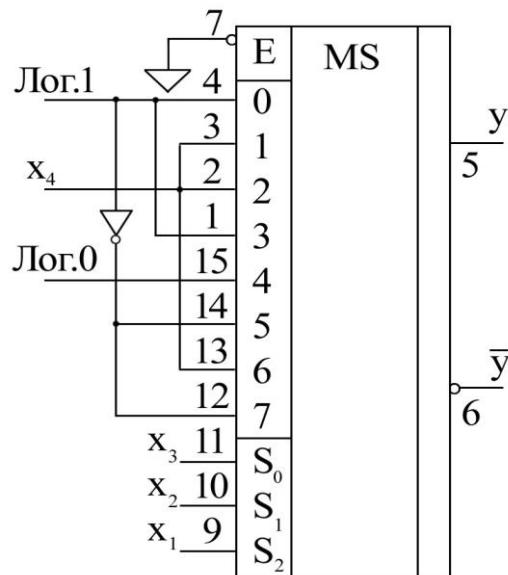 7 E MS
Лог.1 4 0
3 1 y
x₄ 2 2 5
1 3
Лог.0 15 4
14 5
13 6 y̅
12 7 6
x₃ 11 S₀
x₂ 10 S₁
x₁ 9 S₂